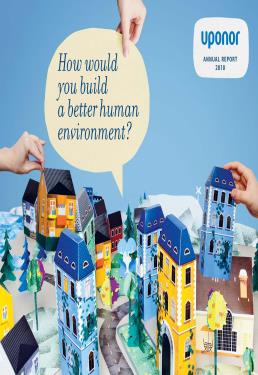 How would
you build
a better human
environment?
uponor
ANNUAL REPORT
2010